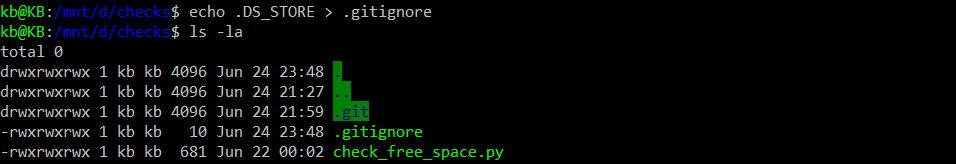 kb@KB:/mnt/d/checks$ echo .DS_STORE > .gitignore
kb@KB:/mnt/d/checks$ ls -la
total 0
drwxrwxrwx 1 kb kb 4096 Jun 24 23:48 .
drwxrwxrwx 1 kb kb 4096 Jun 24 21:27 ..
drwxrwxrwx 1 kb kb 4096 Jun 24 21:59 .git
-rwxrwxrwx 1 kb kb   10 Jun 24 23:48 .gitignore
-rwxrwxrwx 1 kb kb  681 Jun 22 00:02 check_free_space.py